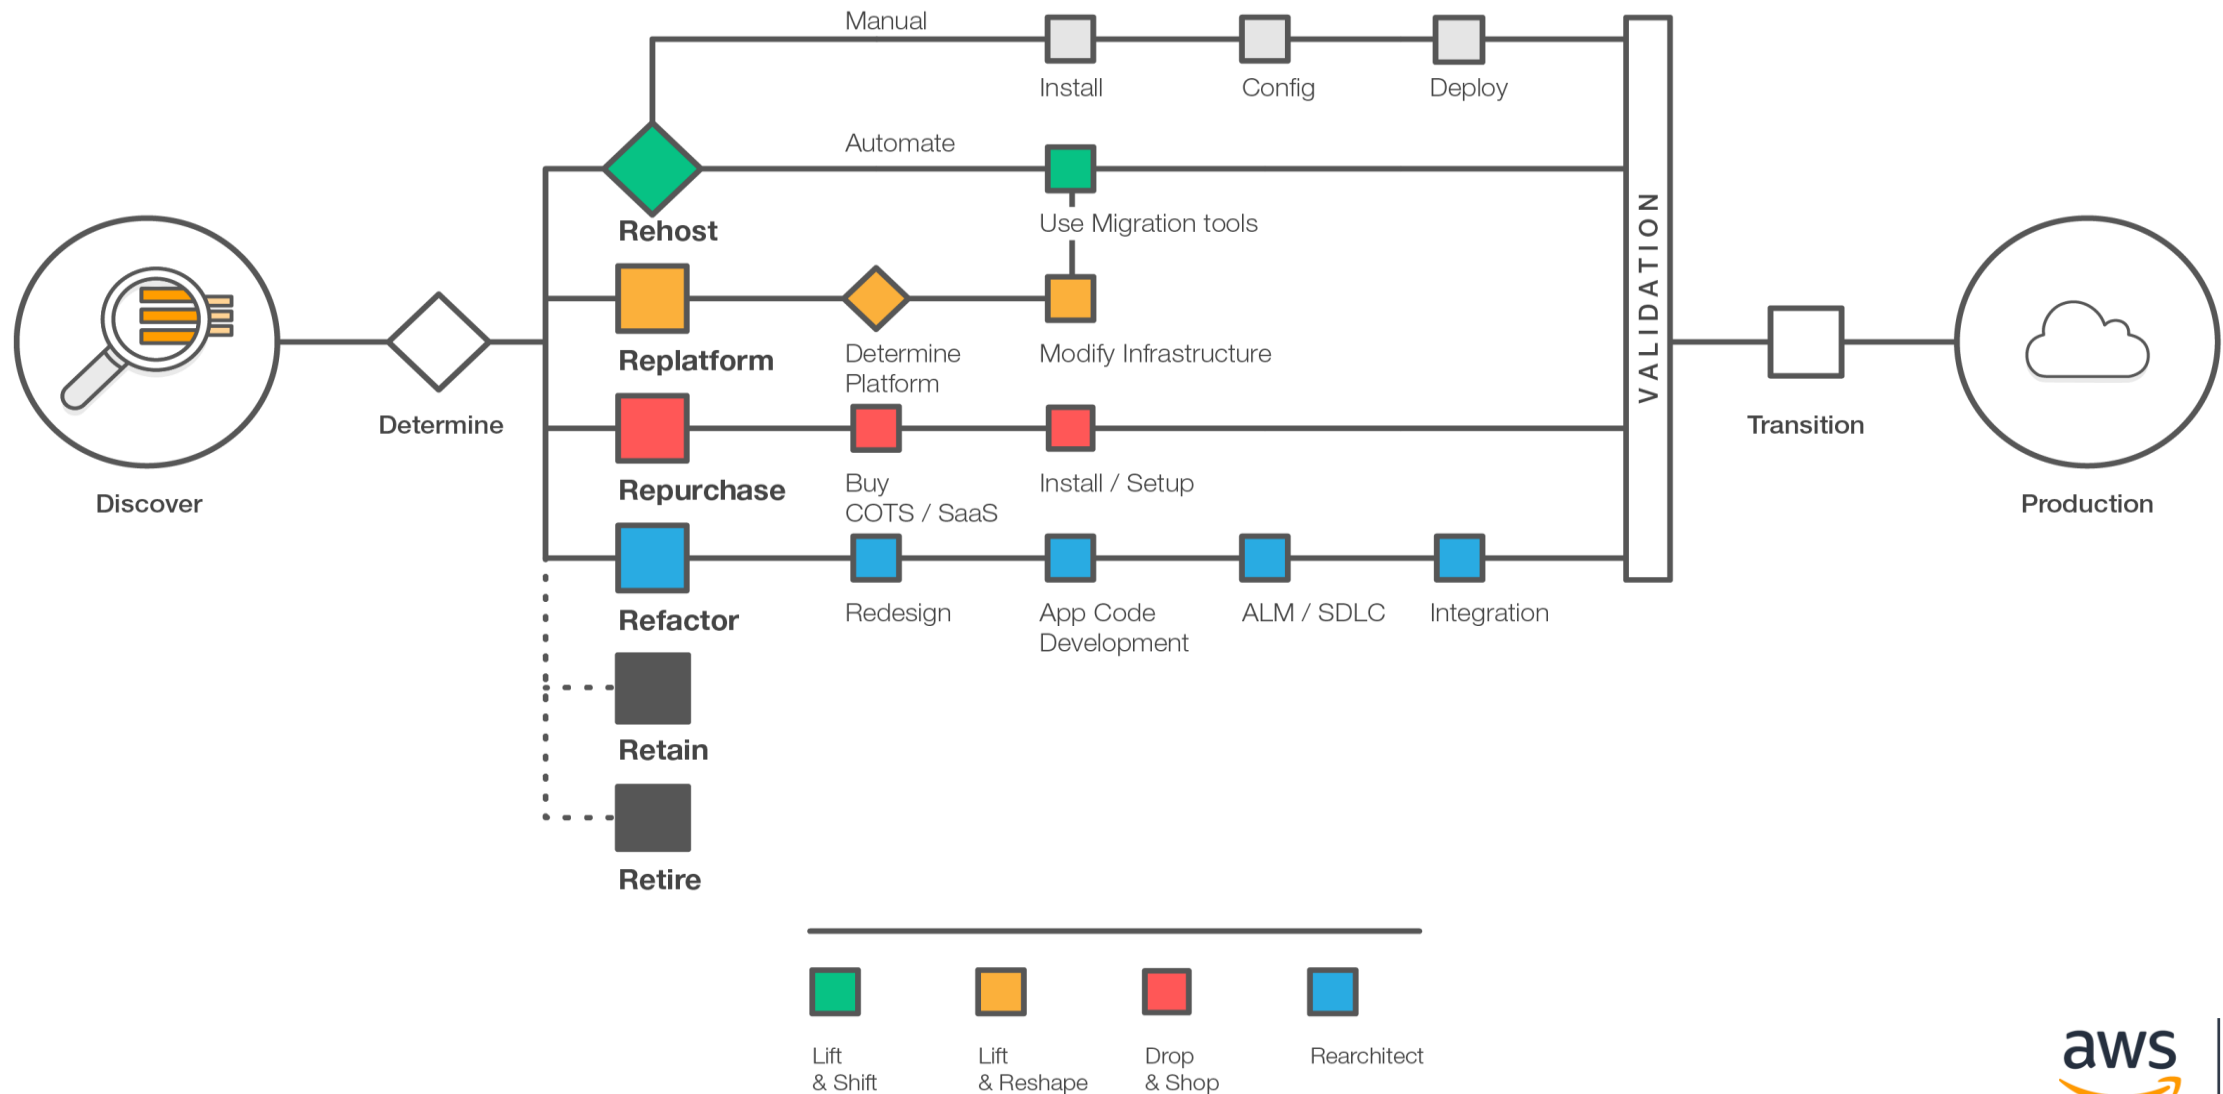 Manual
Install
Config
Deploy
Automate
Use Migration tools
Rehost
Replatform
Determine
Platform
Modify Infrastructure
Repurchase
Buy
COTS / SaaS
Install / Setup
Refactor
Redesign
App Code
Development
ALM / SDLC
Integration
Retain
Retire
Discover
Determine
VALIDATION
Transition
Production
Lift
& Shift
Lift
& Reshape
Drop
& Shop
Rearchitect
aws